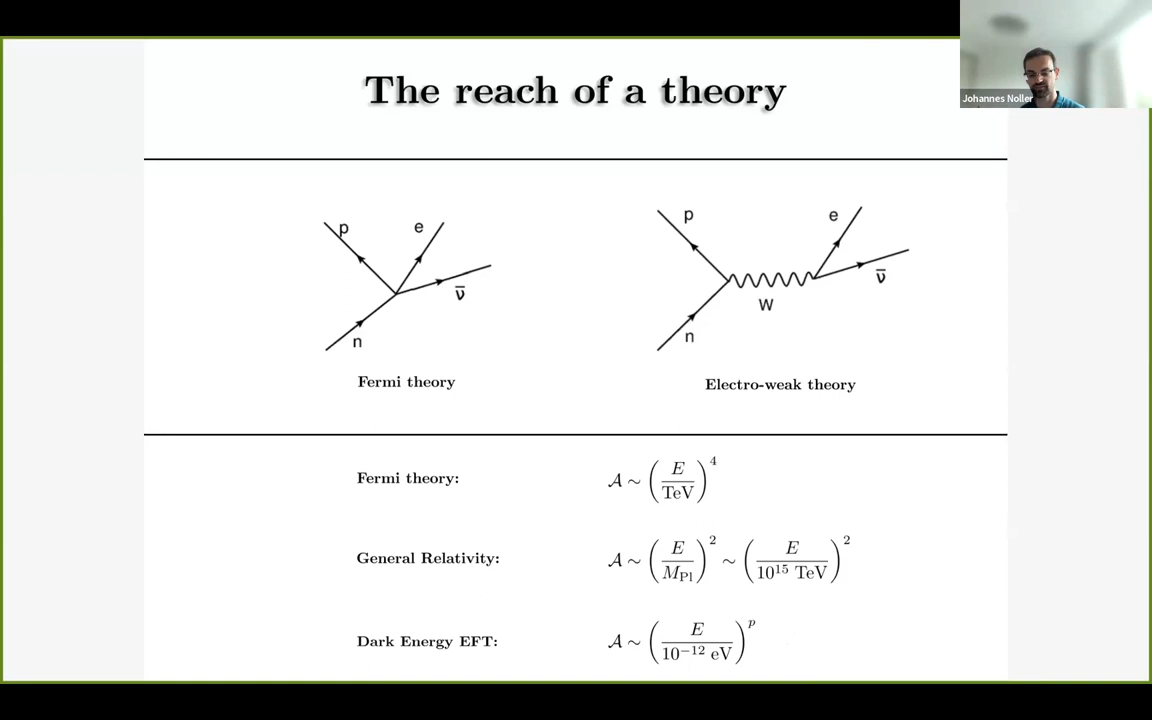 The reach of a theory
Johannes Noller
p e ν̄ n
Fermi theory
p e ν̄ W n
Electro-weak theory
Fermi theory: 𝒜 ∼ (E/TeV)^4
General Relativity: 𝒜 ∼ (E/M_Pl)^2 ∼ (E/10^15 TeV)^2
Dark Energy EFT: 𝒜 ∼ (E/10^−12 eV)^p